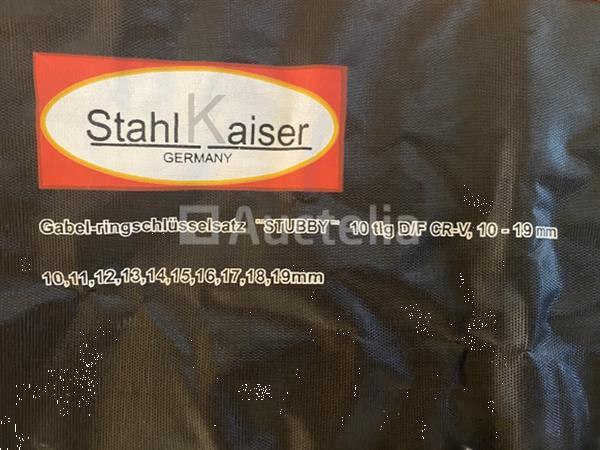 Stahl Kaiser
GERMANY
Auctelia
Gabel-ringschlüsselsatz "STUBBY" 10 tlg D/F CR-V, 10 - 19 mm
10,11,12,13,14,15,16,17,18,19mm